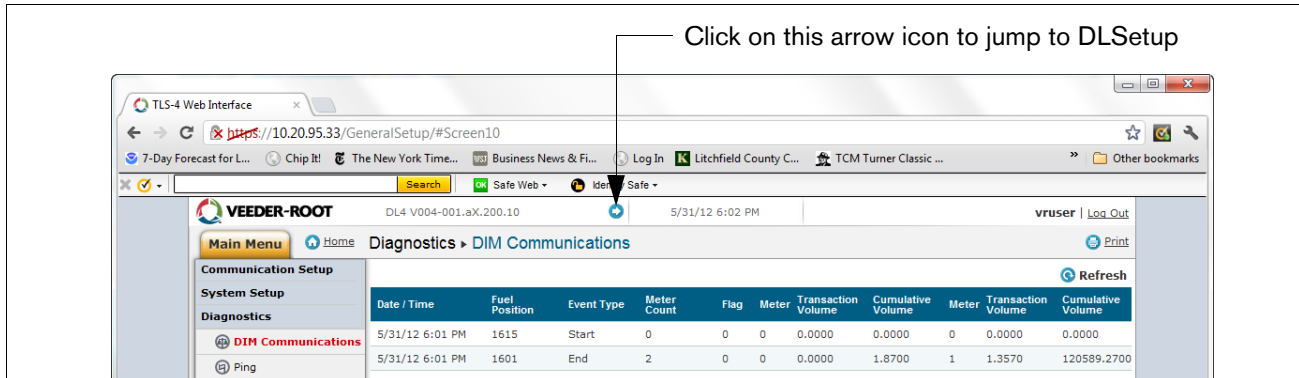 Click on this arrow icon to jump to DLSetup
TLS-4 Web Interface
https://10.20.95.33/GeneralSetup/#Screen10
7-Day Forecast for L... Chip It! The New York Time... Business News & Fi... Log In Litchfield County C... TCM Turner Classic ... » Other bookmarks
Search OK Safe Web Identity Safe
VEEDER-ROOT DL4 V004-001.aX.200.10 5/31/12 6:02 PM vruser | Log Out
Main Menu Home Diagnostics DIM Communications Print
Communication Setup Refresh
System Setup
Diagnostics
Date / Time Fuel Position Event Type Meter Count Flag Meter Transaction Volume Cumulative Volume Meter Transaction Volume Cumulative Volume
5/31/12 6:01 PM 1615 Start 0 0 0 0.0000 0.0000 0 0.0000 0.0000
DIM Communications
5/31/12 6:01 PM 1601 End 2 0 0 0.0000 1.8700 1 1.3570 120589.2700
Ping